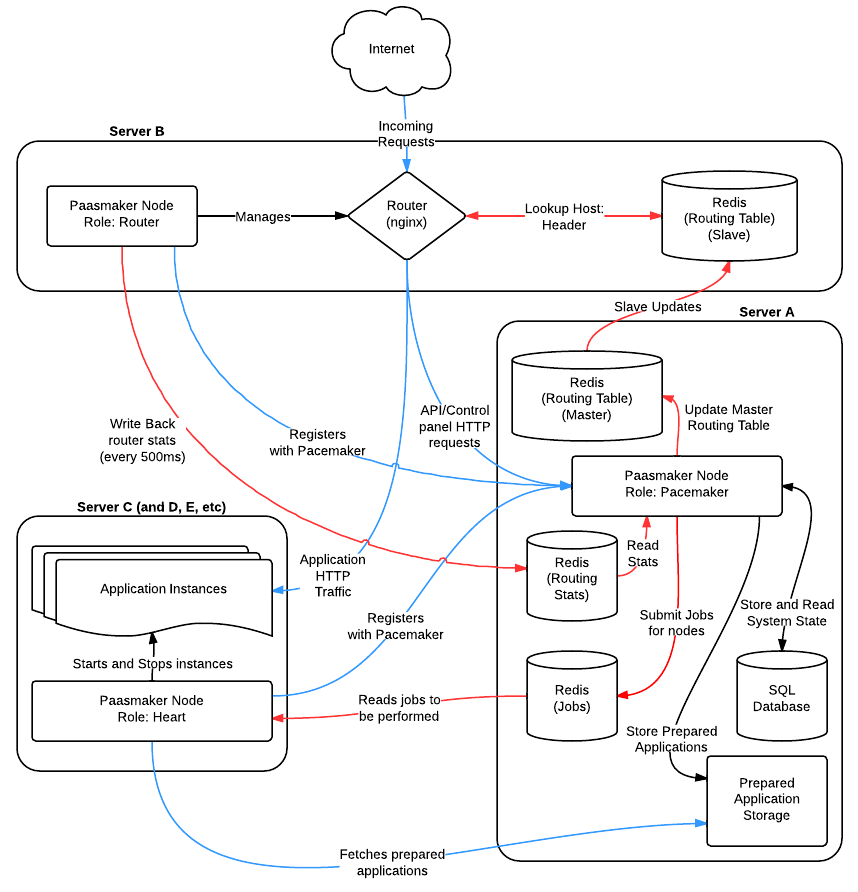 Internet
Incoming
Requests
Server B
Paasmaker Node
Role: Router
Manages
Router
(nginx)
Lookup Host:
Header
Redis
(Routing Table)
(Slave)
Slave Updates
Server A
Redis
(Routing Table)
(Master)
Update Master
Routing Table
API/Control
panel HTTP
requests
Write Back
router stats
(every 500ms)
Registers
with Pacemaker
Paasmaker Node
Role: Pacemaker
Server C (and D, E, etc)
Application Instances
Application
HTTP
Traffic
Redis
(Routing
Stats)
Read
Stats
Submit Jobs
for nodes
Store and Read
System State
Registers
with Pacemaker
Starts and Stops instances
Paasmaker Node
Role: Heart
Reads jobs to
be performed
Redis
(Jobs)
SQL
Database
Store Prepared
Applications
Prepared
Application
Storage
Fetches prepared
applications